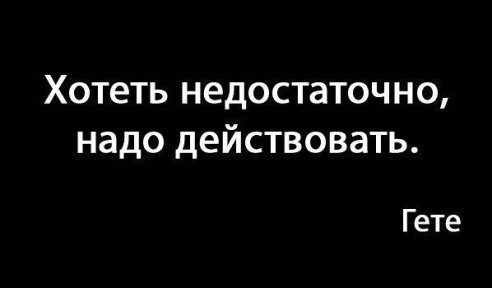 Хотеть недостаточно,
надо действовать.
Гете